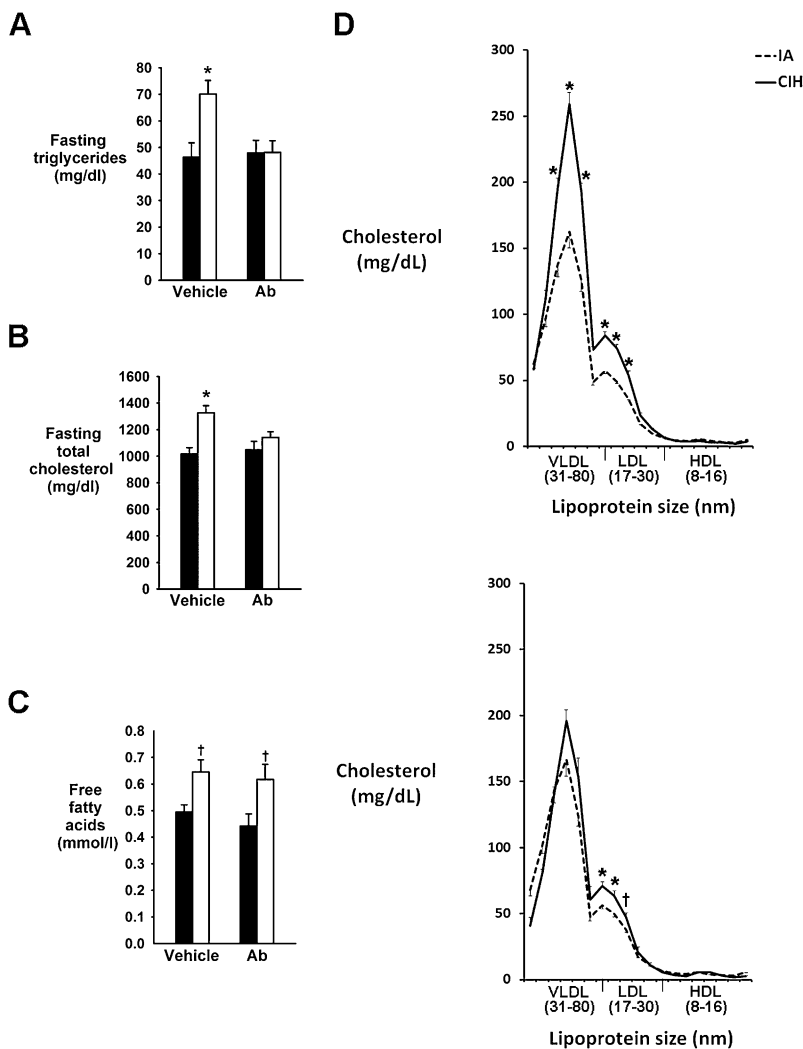 A
80
70
60
50
40
30
20
10
0
Fasting
triglycerides
(mg/dl)
*
Vehicle
Ab
B
1600
1400
1200
1000
800
600
400
200
0
Fasting
total
cholesterol
(mg/dl)
*
Vehicle
Ab
C
0.8
0.7
0.6
0.5
0.4
0.3
0.2
0.1
0.0
Free
fatty
acids
(mmol/l)
† †
Vehicle
Ab
D
IA
CIH
300
250
200
150
100
50
0
Cholesterol
(mg/dL)
*
* *
* * *
VLDL LDL HDL
(31-80) (17-30) (8-16)
Lipoprotein size (nm)
300
250
200
150
100
50
0
Cholesterol
(mg/dL)
* * †
VLDL LDL HDL
(31-80) (17-30) (8-16)
Lipoprotein size (nm)